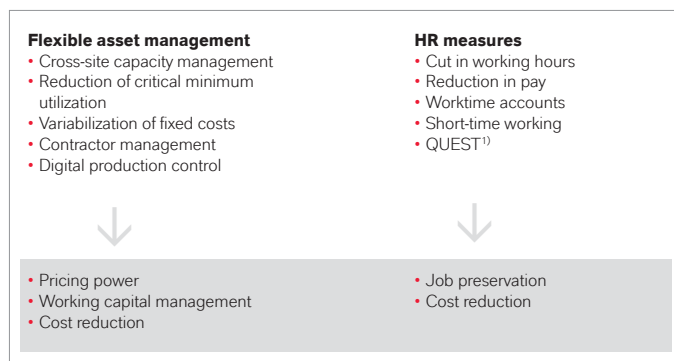 Flexible asset management
• Cross-site capacity management
• Reduction of critical minimum
utilization
• Variabilization of fixed costs
• Contractor management
• Digital production control
HR measures
• Cut in working hours
• Reduction in pay
• Worktime accounts
• Short-time working
• QUEST¹⁾
• Pricing power
• Working capital management
• Cost reduction
• Job preservation
• Cost reduction